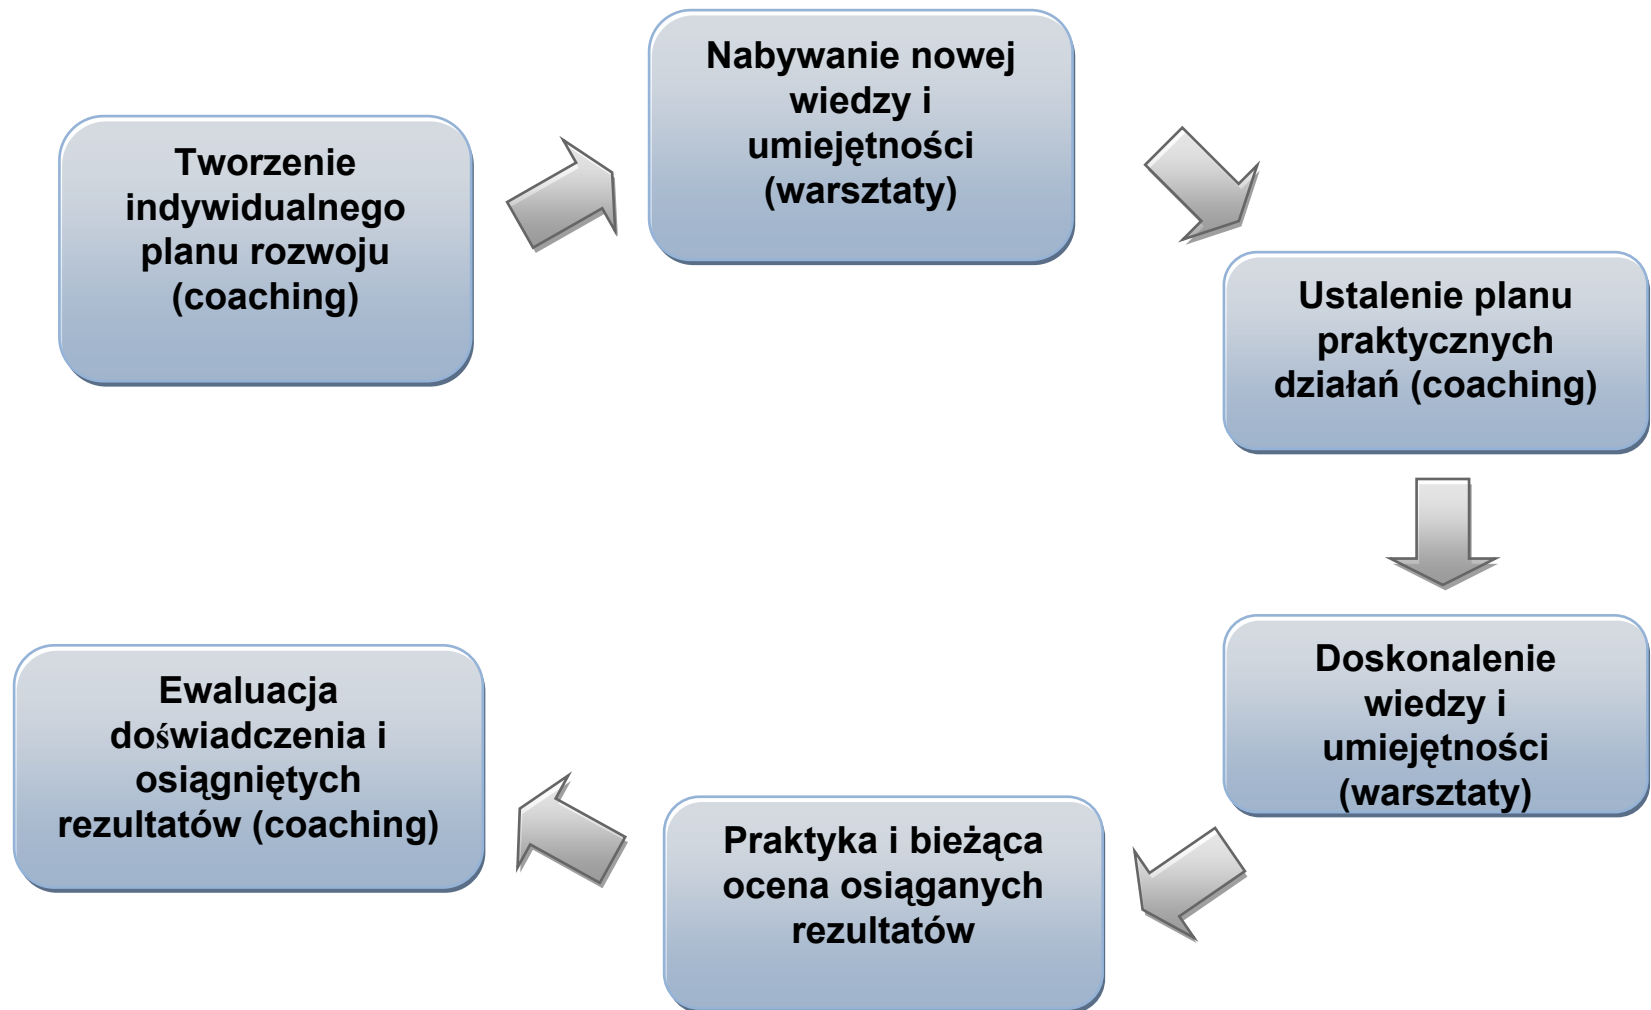 Tworzenie
indywidualnego
planu rozwoju
(coaching)
Nabywanie nowej
wiedzy i
umiejętności
(warsztaty)
Ustalenie planu
praktycznych
działań (coaching)
Doskonalenie
wiedzy i
umiejętności
(warsztaty)
Praktyka i bieżąca
ocena osiąganych
rezultatów
Ewaluacja
doświadczenia i
osiągniętych
rezultatów (coaching)